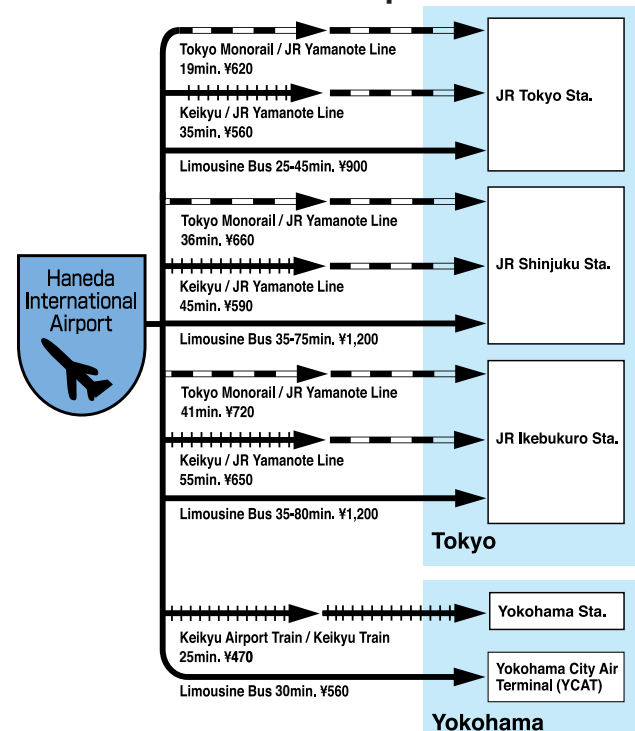 Tokyo Monorail / JR Yamanote Line
19min. ¥620
Keikyu / JR Yamanote Line
35min. ¥560
Limousine Bus 25-45min. ¥900
JR Tokyo Sta.
Tokyo Monorail / JR Yamanote Line
36min. ¥660
Keikyu / JR Yamanote Line
45min. ¥590
Limousine Bus 35-75min. ¥1,200
JR Shinjuku Sta.
Haneda
International
Airport
Tokyo Monorail / JR Yamanote Line
41min. ¥720
Keikyu / JR Yamanote Line
55min. ¥650
Limousine Bus 35-80min. ¥1,200
JR Ikebukuro Sta.
Tokyo
Keikyu Airport Train / Keikyu Train
25min. ¥470
Yokohama Sta.
Limousine Bus 30min. ¥560
Yokohama City Air
Terminal (YCAT)
Yokohama